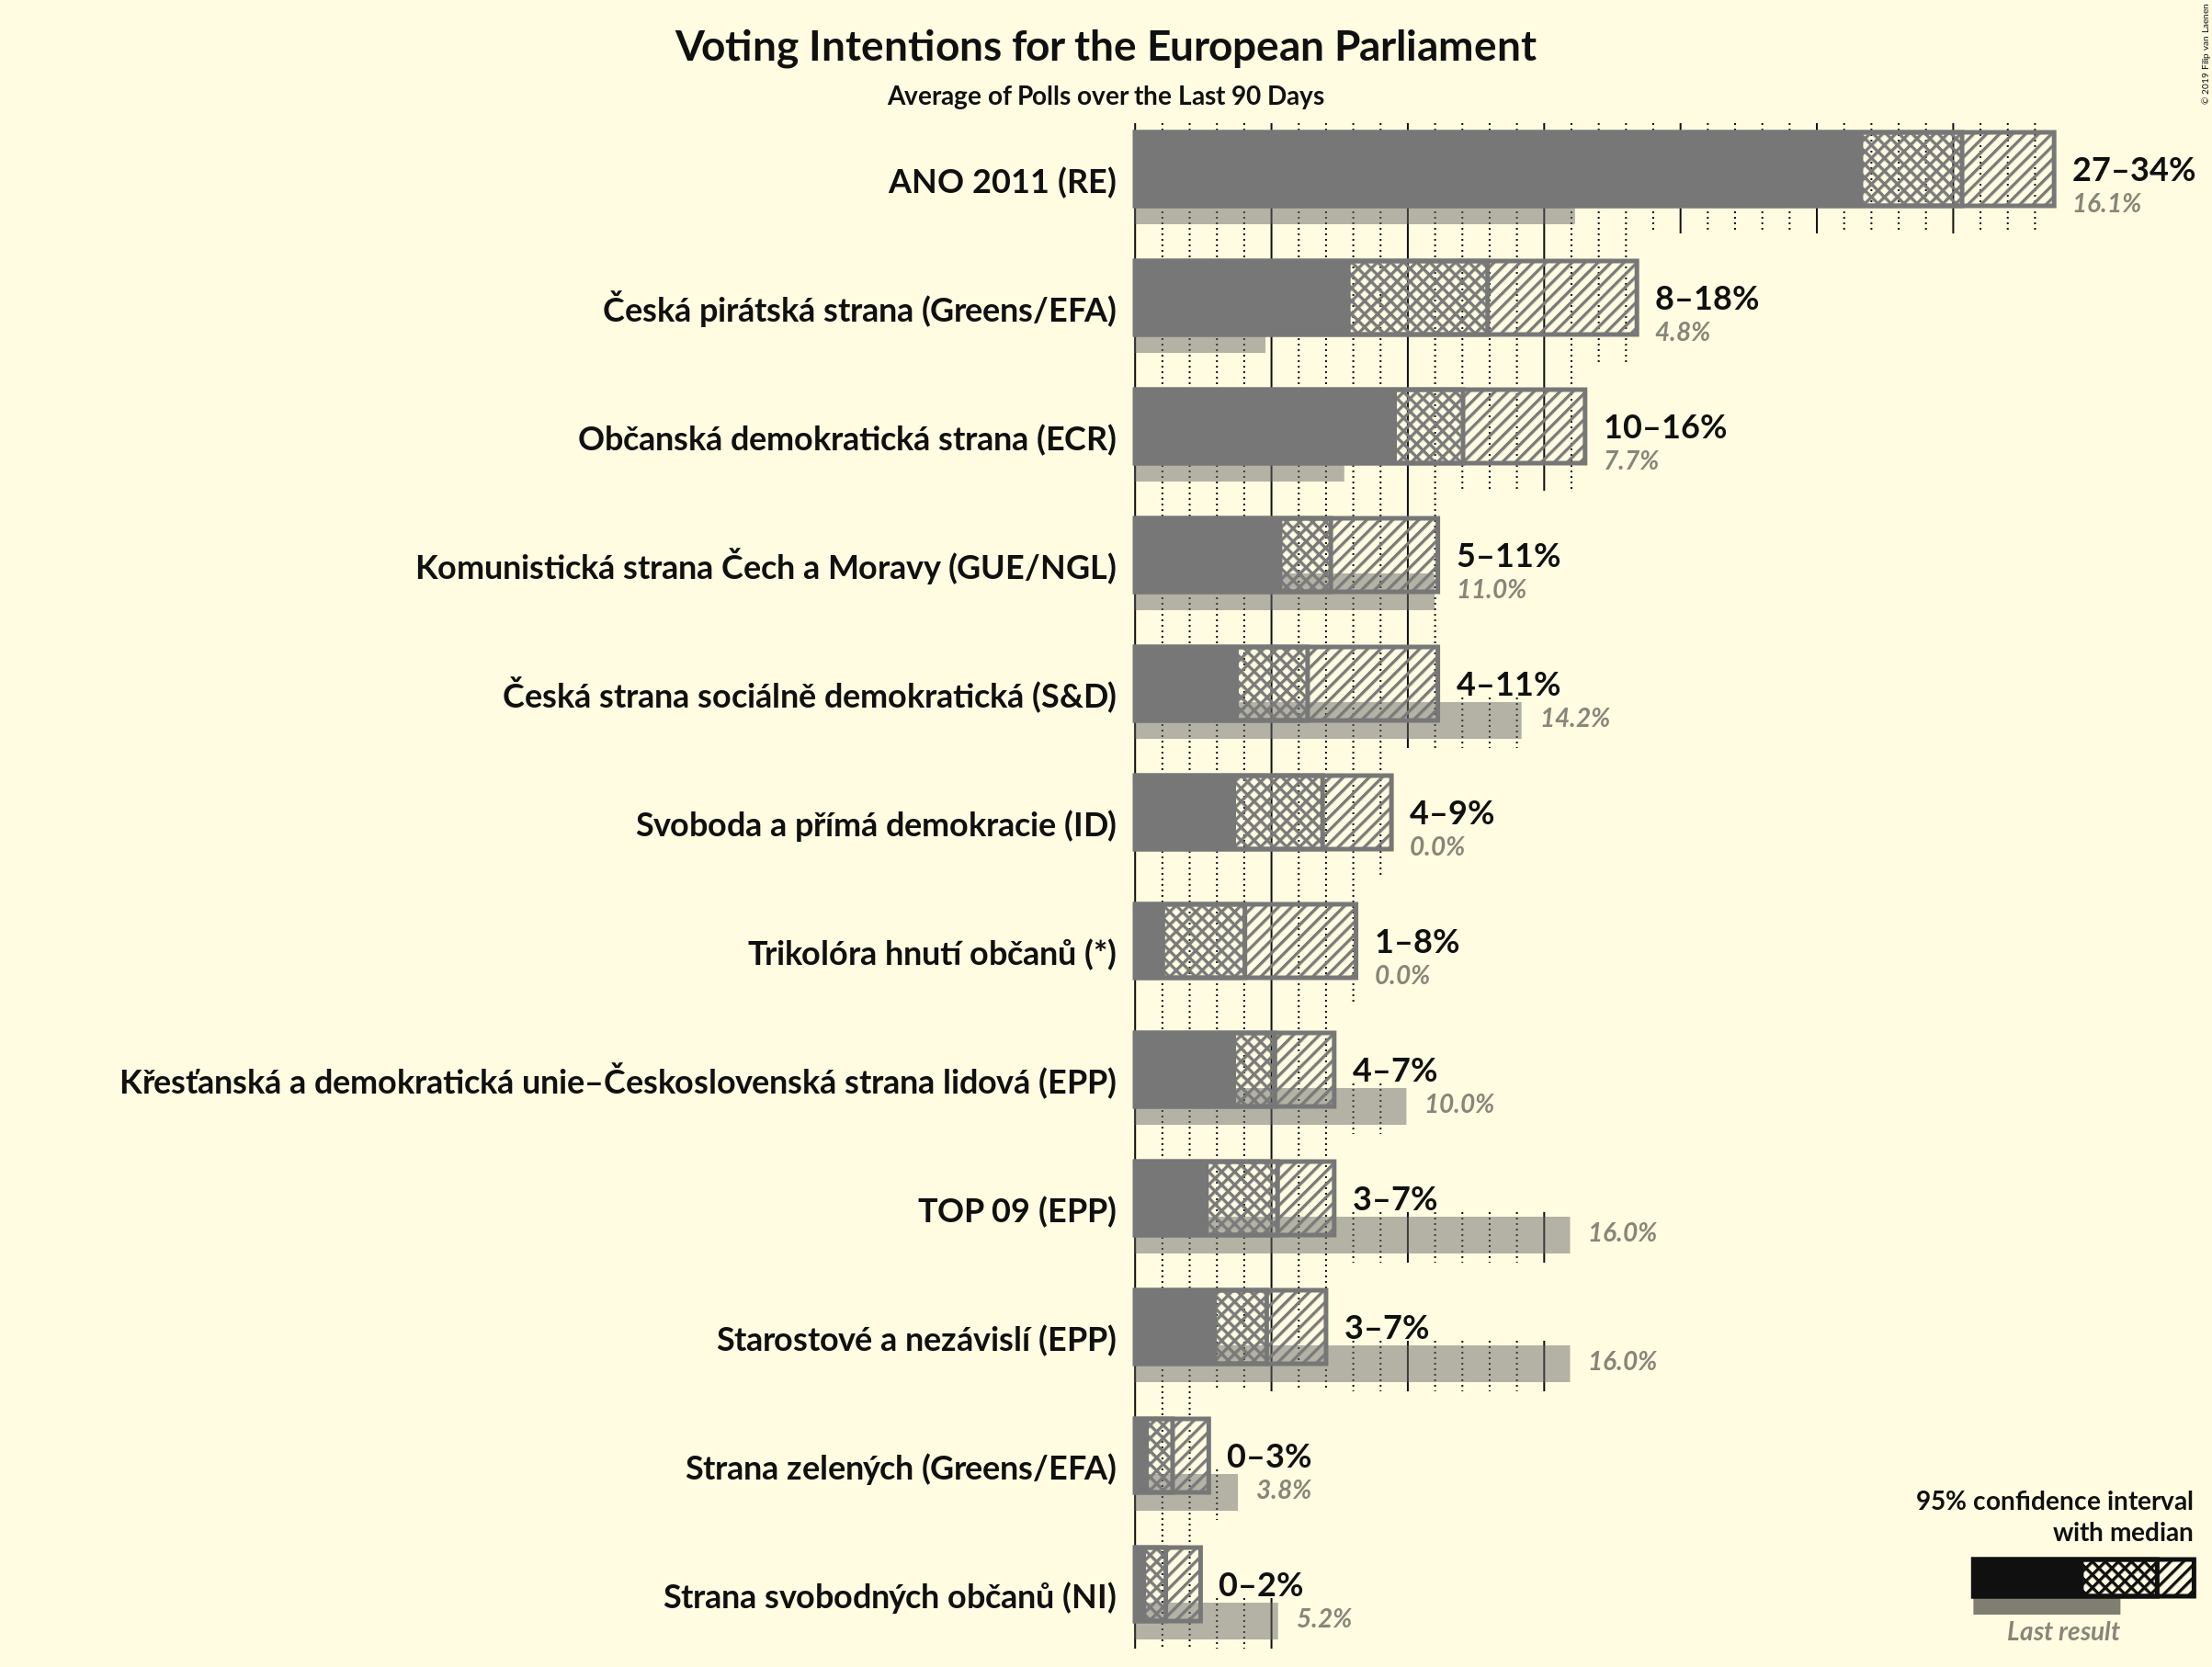 Voting Intentions for the European Parliament
Average of Polls over the Last 90 Days
© 2019 Filip van Laenen
ANO 2011 (RE)
27–34%
16.1%
Česká pirátská strana (Greens/EFA)
8–18%
4.8%
Občanská demokratická strana (ECR)
10–16%
7.7%
Komunistická strana Čech a Moravy (GUE/NGL)
5–11%
11.0%
Česká strana sociálně demokratická (S&D)
4–11%
14.2%
Svoboda a přímá demokracie (ID)
4–9%
0.0%
Trikolóra hnutí občanů (*)
1–8%
0.0%
Křesťanská a demokratická unie–Československá strana lidová (EPP)
4–7%
10.0%
TOP 09 (EPP)
3–7%
16.0%
Starostové a nezávislí (EPP)
3–7%
16.0%
Strana zelených (Greens/EFA)
0–3%
3.8%
Strana svobodných občanů (NI)
0–2%
5.2%
95% confidence interval
with median
Last result